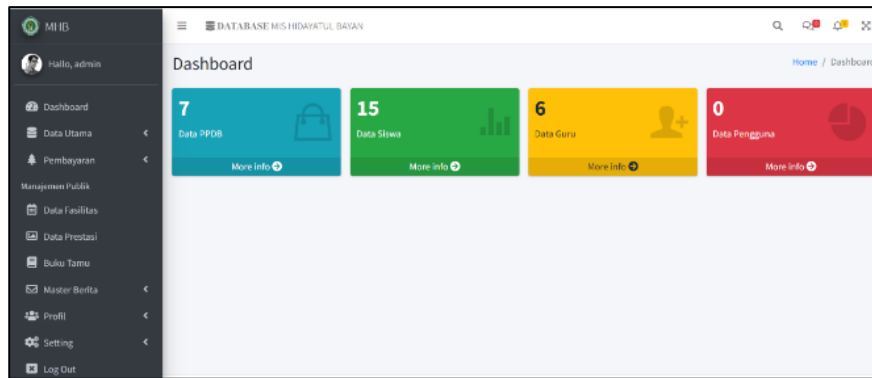 MHB
DATABASE MIS HIDAYATUL BAYAN
Hallo, admin
Dashboard
Home / Dashboard
Dashboard
Data Utama
Pembayaran
Manajemen Publik
Data Fasilitas
Data Prestasi
Buku Tamu
Master Berita
Profil
Setting
Log Out
7
Data PPDB
More info
15
Data Siswa
More info
6
Data Guru
More info
0
Data Pengguna
More info